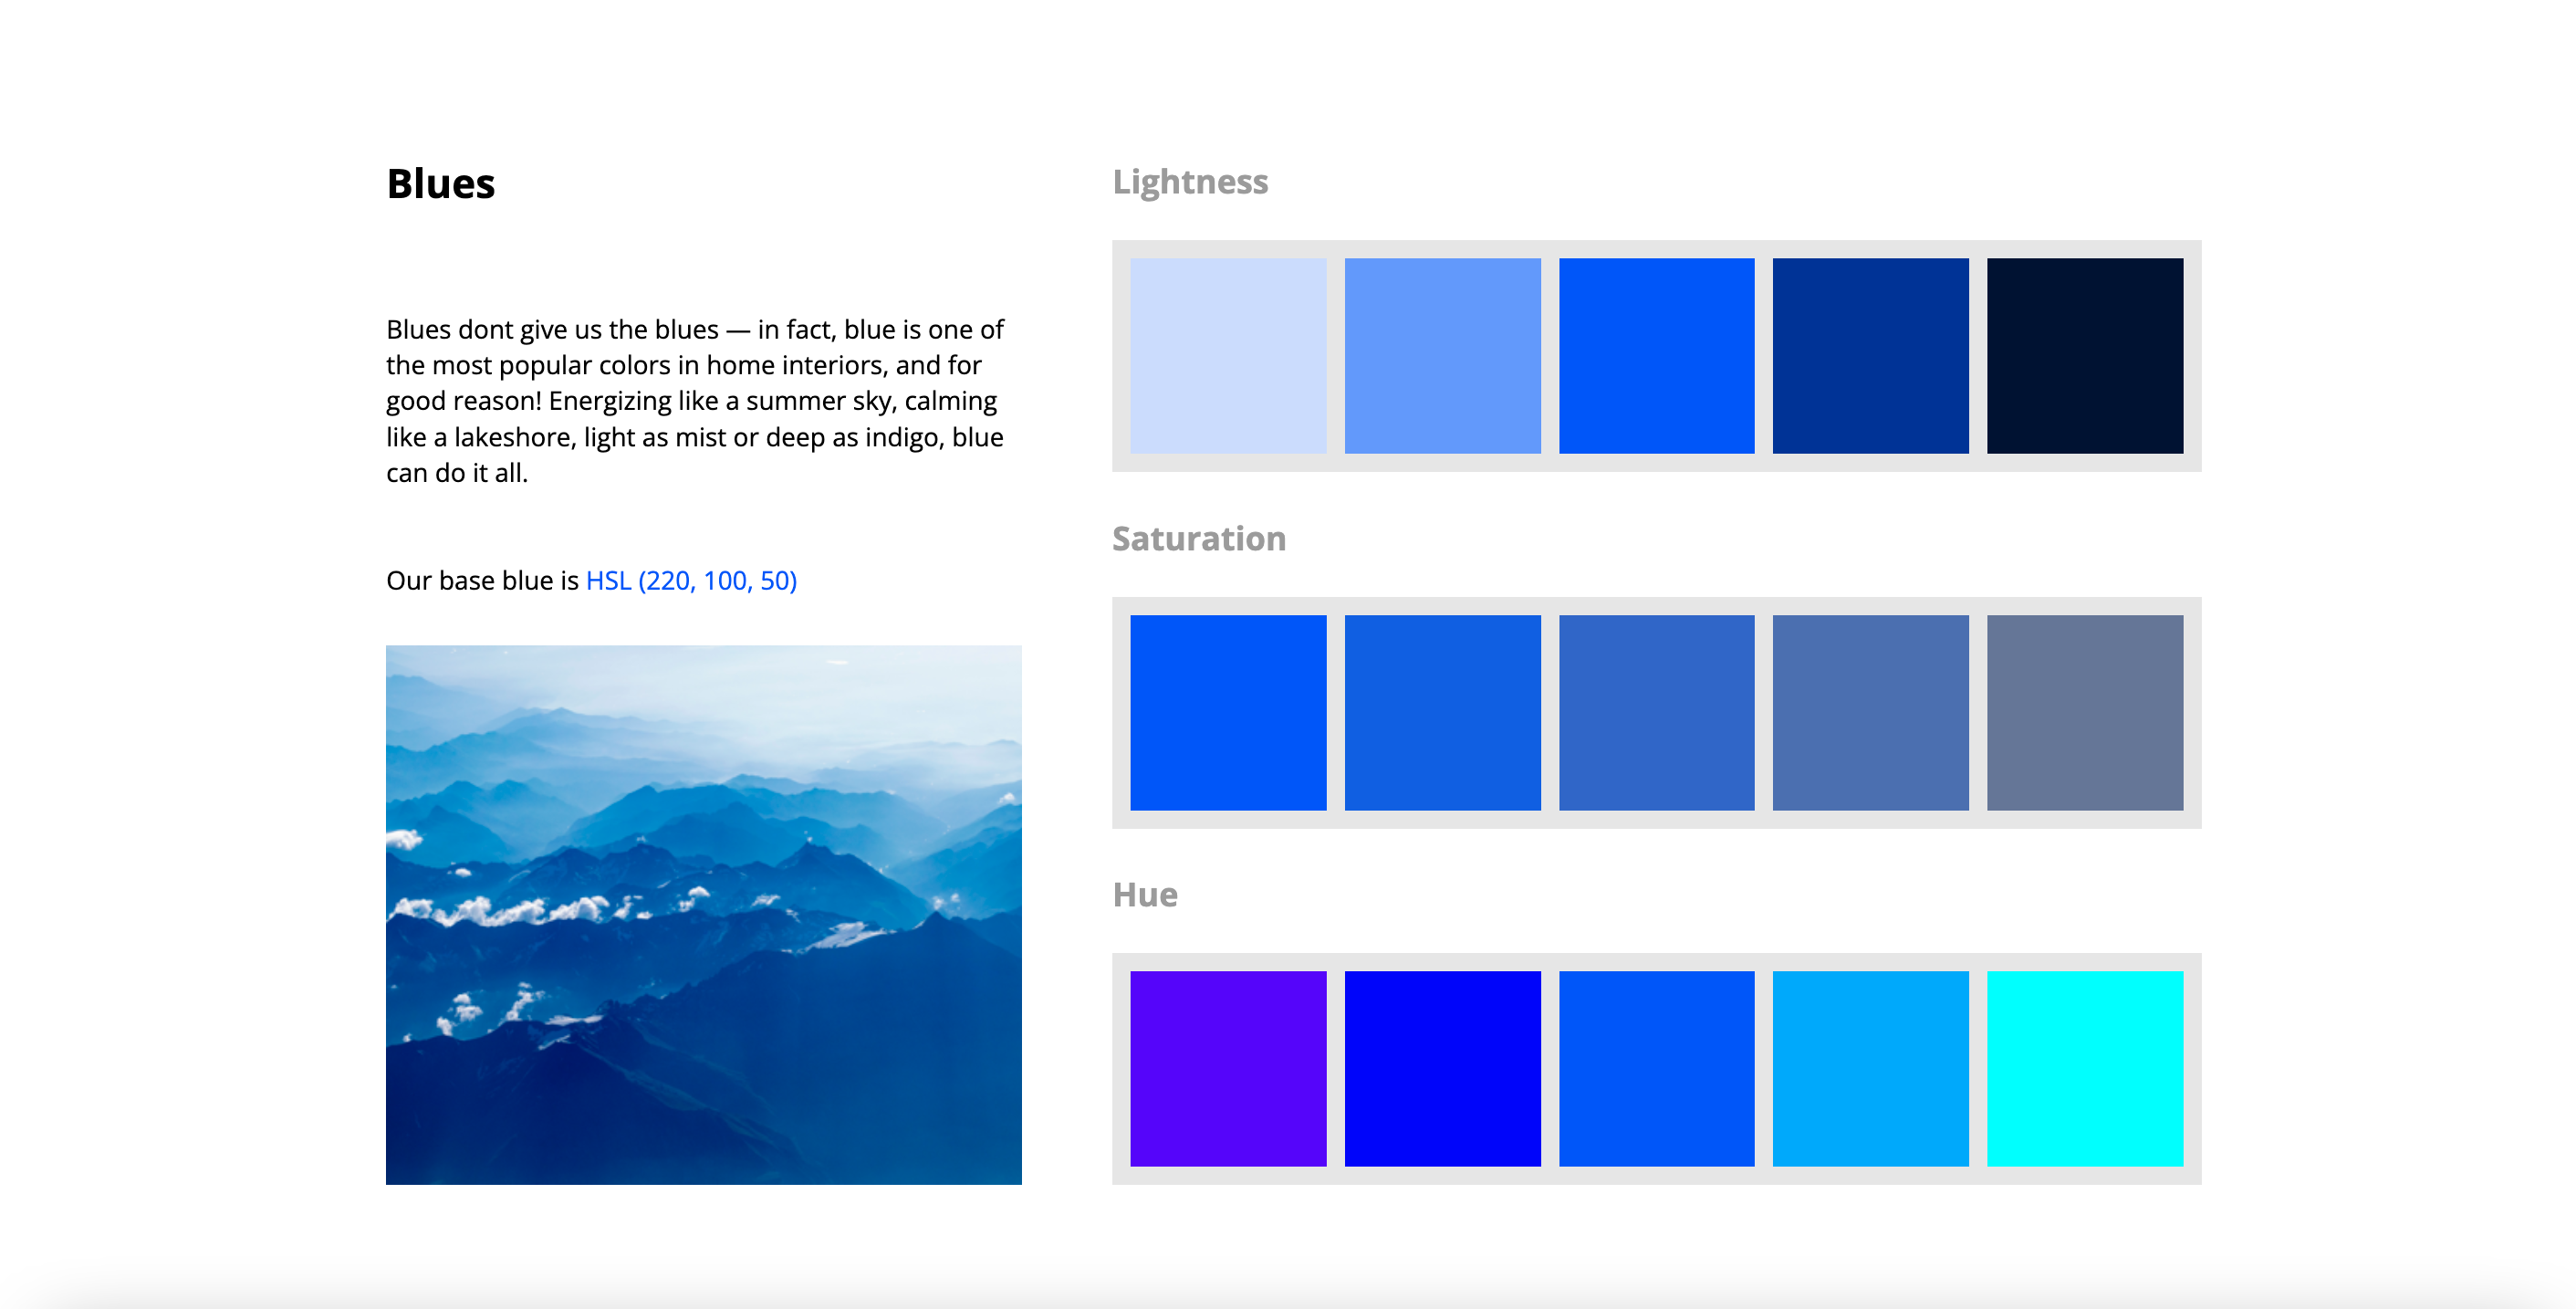 Blues
Blues dont give us the blues — in fact, blue is one of
the most popular colors in home interiors, and for
good reason! Energizing like a summer sky, calming
like a lakeshore, light as mist or deep as indigo, blue
can do it all.
Our base blue is HSL (220, 100, 50)
Lightness
Saturation
Hue